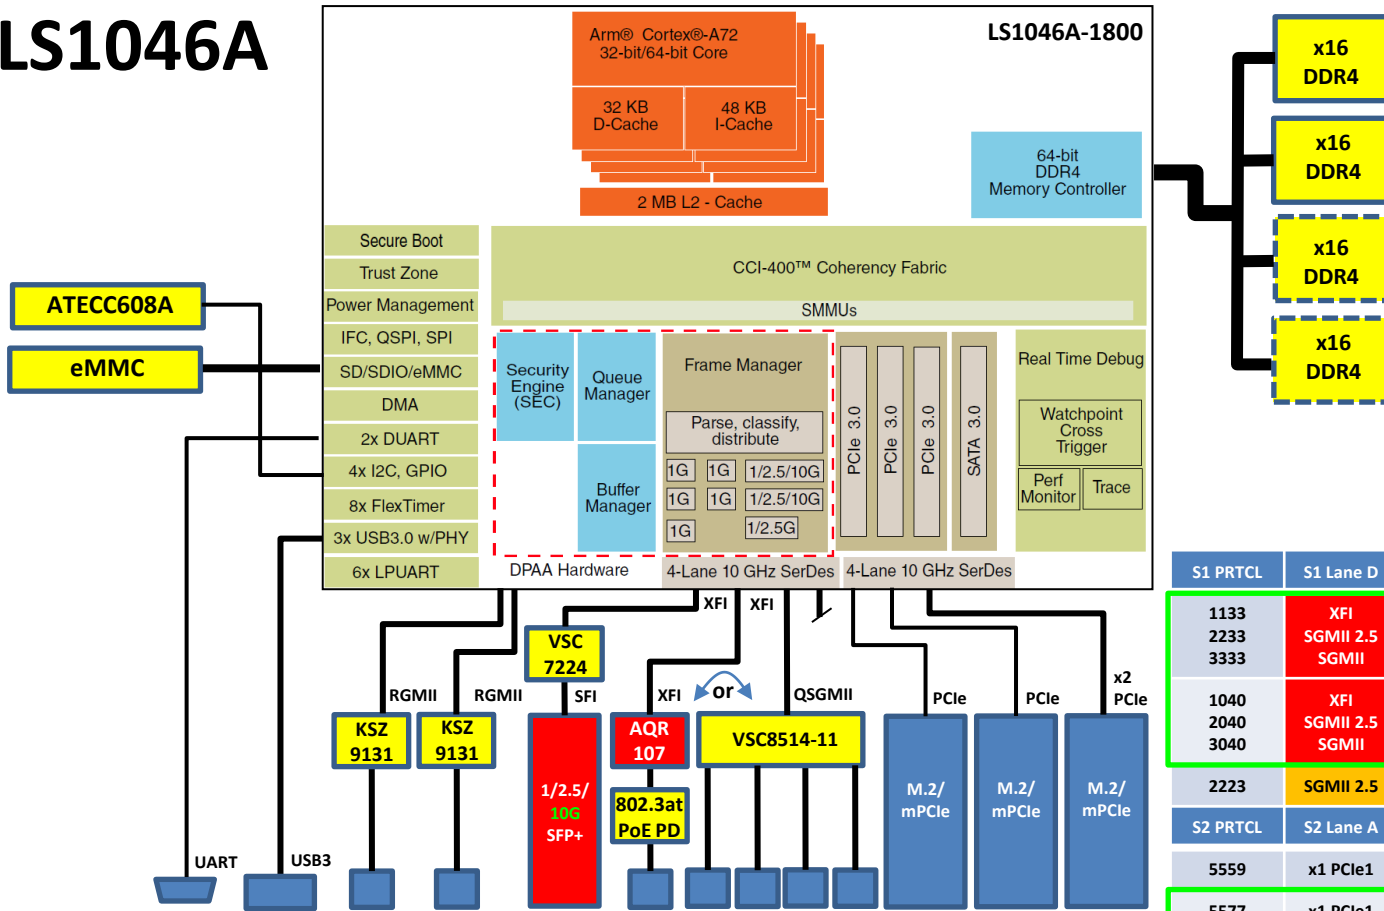 LS1046A
LS1046A-1800
Arm® Cortex®-A72
32-bit/64-bit Core
32 KB
D-Cache
48 KB
I-Cache
2 MB L2 - Cache
64-bit
DDR4
Memory Controller
x16
DDR4
x16
DDR4
x16
DDR4
x16
DDR4
ATECC608A
eMMC
Secure Boot
Trust Zone
Power Management
IFC, QSPI, SPI
SD/SDIO/eMMC
DMA
2x DUART
4x I2C, GPIO
8x FlexTimer
3x USB3.0 w/PHY
6x LPUART
CCI-400™ Coherency Fabric
SMMUs
Security
Engine
(SEC)
Queue
Manager
Buffer
Manager
Frame Manager
Parse, classify,
distribute
1G
1G
1/2.5/10G
1G
1G
1/2.5/10G
1G
1/2.5G
PCIe 3.0
PCIe 3.0
PCIe 3.0
SATA 3.0
Real Time Debug
Watchpoint
Cross
Trigger
Perf
Monitor
Trace
DPAA Hardware
4-Lane 10 GHz SerDes
4-Lane 10 GHz SerDes
XFI
XFI
VSC
7224
RGMII
RGMII
SFI
XFI
or
QSGMII
PCIe
PCIe
x2
PCIe
KSZ
9131
KSZ
9131
AQR
107
VSC8514-11
1/2.5/
10G
SFP+
802.3at
PoE PD
M.2/
mPCIe
M.2/
mPCIe
M.2/
mPCIe
UART
USB3
S1 PRTCL
S1 Lane D
1133
XFI
2233
SGMII 2.5
3333
SGMII
1040
XFI
2040
SGMII 2.5
3040
SGMII
2223
SGMII 2.5
S2 PRTCL
S2 Lane A
5559
x1 PCIe1
5577
x1 PCIe1